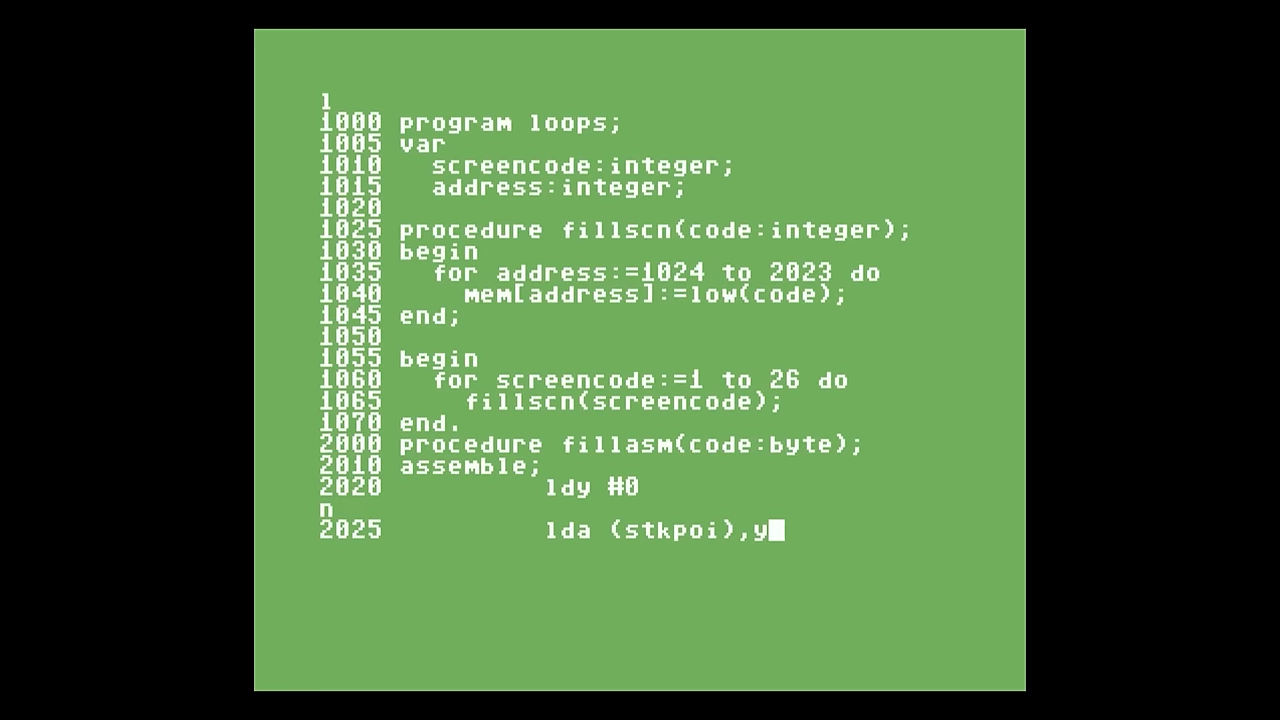 l
1000 program loops;
1005 var
1010   screencode:integer;
1015   address:integer;
1020
1025 procedure fillscn(code:integer);
1030 begin
1035   for address:=1024 to 2023 do
1040     mem[address]:=low(code);
1045 end;
1050
1055 begin
1060   for screencode:=1 to 26 do
1065     fillscn(screencode);
1070 end.
2000 procedure fillasm(code:byte);
2010 assemble;
2020          ldy #0
n
2025          lda (stkpoi),y